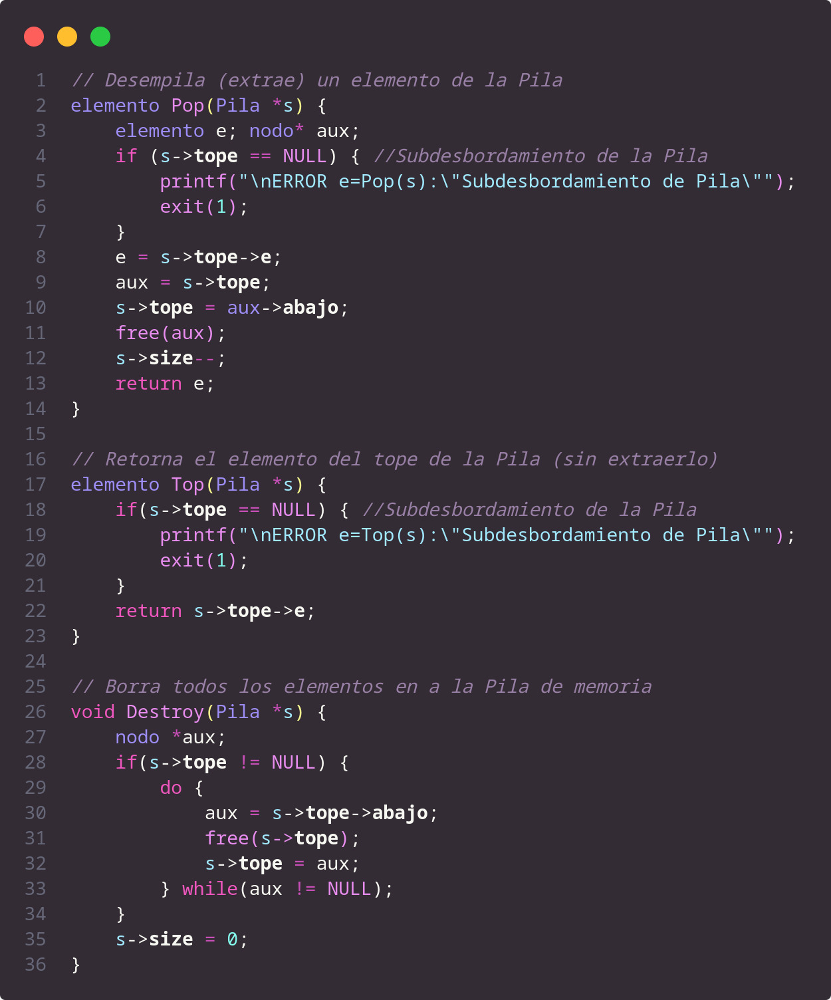 1 // Desempila (extrae) un elemento de la Pila
2 elemento Pop(Pila *s) {
3     elemento e; nodo* aux;
4     if (s->tope == NULL) { //Subdesbordamiento de la Pila
5         printf("\nERROR e=Pop(s):\"Subdesbordamiento de Pila\"");
6         exit(1);
7     }
8     e = s->tope->e;
9     aux = s->tope;
10     s->tope = aux->abajo;
11     free(aux);
12     s->size--;
13     return e;
14 }
15
16 // Retorna el elemento del tope de la Pila (sin extraerlo)
17 elemento Top(Pila *s) {
18     if(s->tope == NULL) { //Subdesbordamiento de la Pila
19         printf("\nERROR e=Top(s):\"Subdesbordamiento de Pila\"");
20         exit(1);
21     }
22     return s->tope->e;
23 }
24
25 // Borra todos los elementos en a la Pila de memoria
26 void Destroy(Pila *s) {
27     nodo *aux;
28     if(s->tope != NULL) {
29         do {
30             aux = s->tope->abajo;
31             free(s->tope);
32             s->tope = aux;
33         } while(aux != NULL);
34     }
35     s->size = 0;
36 }